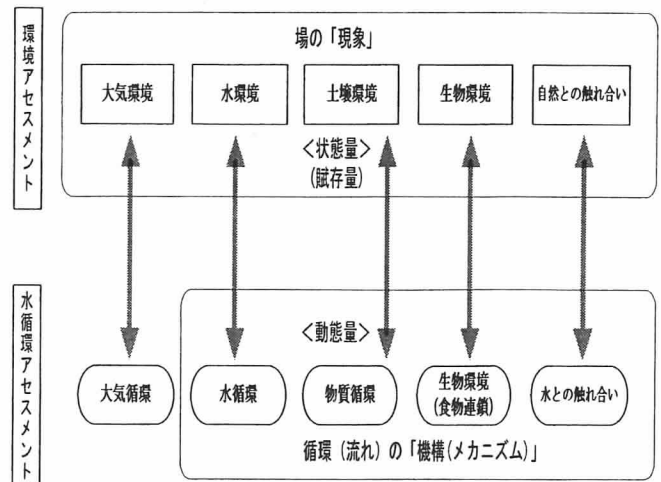 環境アセスメント
場の「現象」
大気環境
水環境
土壌環境
生物環境
自然との触れ合い
＜状態量＞
(賦存量)
水循環アセスメント
＜動態量＞
大気循環
水循環
物質循環
生物環境
(食物連鎖)
水との触れ合い
循環（流れ）の「機構(メカニズム)」